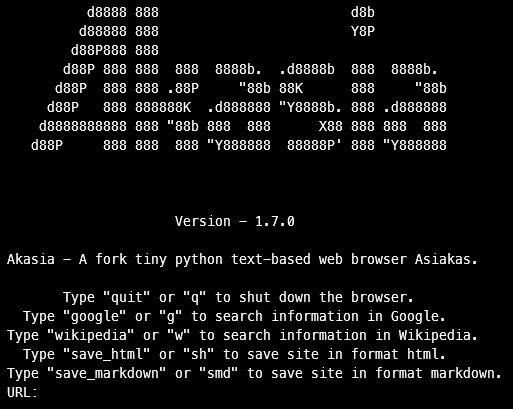 d8888 888                        d8b
d88888 888                        Y8P
d88P888 888
d88P 888 888  888  8888b.  .d8888b  888  8888b.
d88P  888 888 .88P     "88b 88K      888     "88b
d88P   888 888888K  .d888888 "Y8888b. 888 .d888888
d8888888888 888 "88b 888  888      X88 888 888  888
d88P     888 888  888 "Y888888  88888P' 888 "Y888888
Version - 1.7.0
Akasia - A fork tiny python text-based web browser Asiakas.
Type "quit" or "q" to shut down the browser.
Type "google" or "g" to search information in Google.
Type "wikipedia" or "w" to search information in Wikipedia.
Type "save_html" or "sh" to save site in format html.
Type "save_markdown" or "smd" to save site in format markdown.
URL: